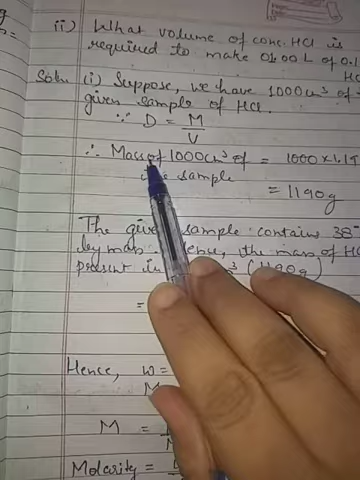 ii) What volume of conc. HCl is
required to make 0.100 L of 0.1
HCl
Soln (i) Suppose, we have 1000cm³ of
given sample of HCl.
∵ D = M
V
∴ Mass of 1000cm³ of = 1000 × 1.19
sample
= 1190g
The given sample contains 38
by mass Hence, the mass of HCl
present in (1190g)
=
Hence, w =
M
M =
M
Molarity =